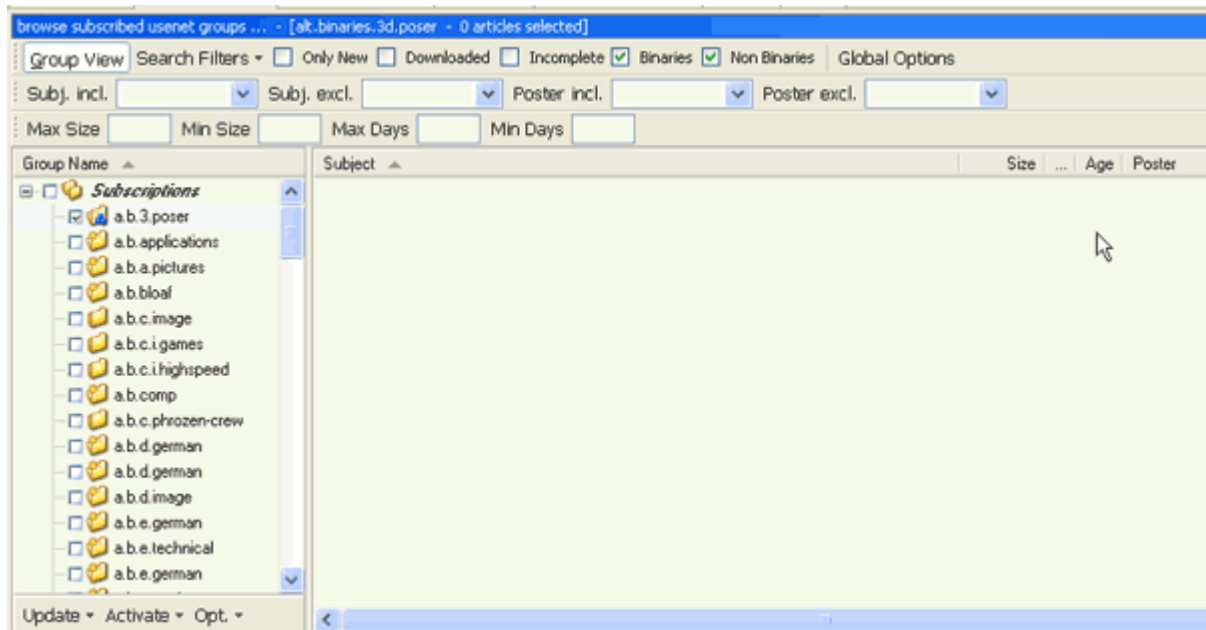 browse subscribed usenet groups ... - [alt.binaries.3d.poser - 0 articles selected]
Group View Search Filters Only New Downloaded Incomplete Binaries Non Binaries Global Options
Subj. incl. Subj. excl. Poster incl. Poster excl.
Max Size Min Size Max Days Min Days
Group Name Subject Size ... Age Poster
Subscriptions
a.b.3.poser
a.b.applications
a.b.a.pictures
a.b.bloaf
a.b.c.image
a.b.c.i.games
a.b.c.i.highspeed
a.b.comp
a.b.c.phrozen-crew
a.b.d.german
a.b.d.german
a.b.d.image
a.b.e.german
a.b.e.technical
a.b.e.german
Update Activate Opt.